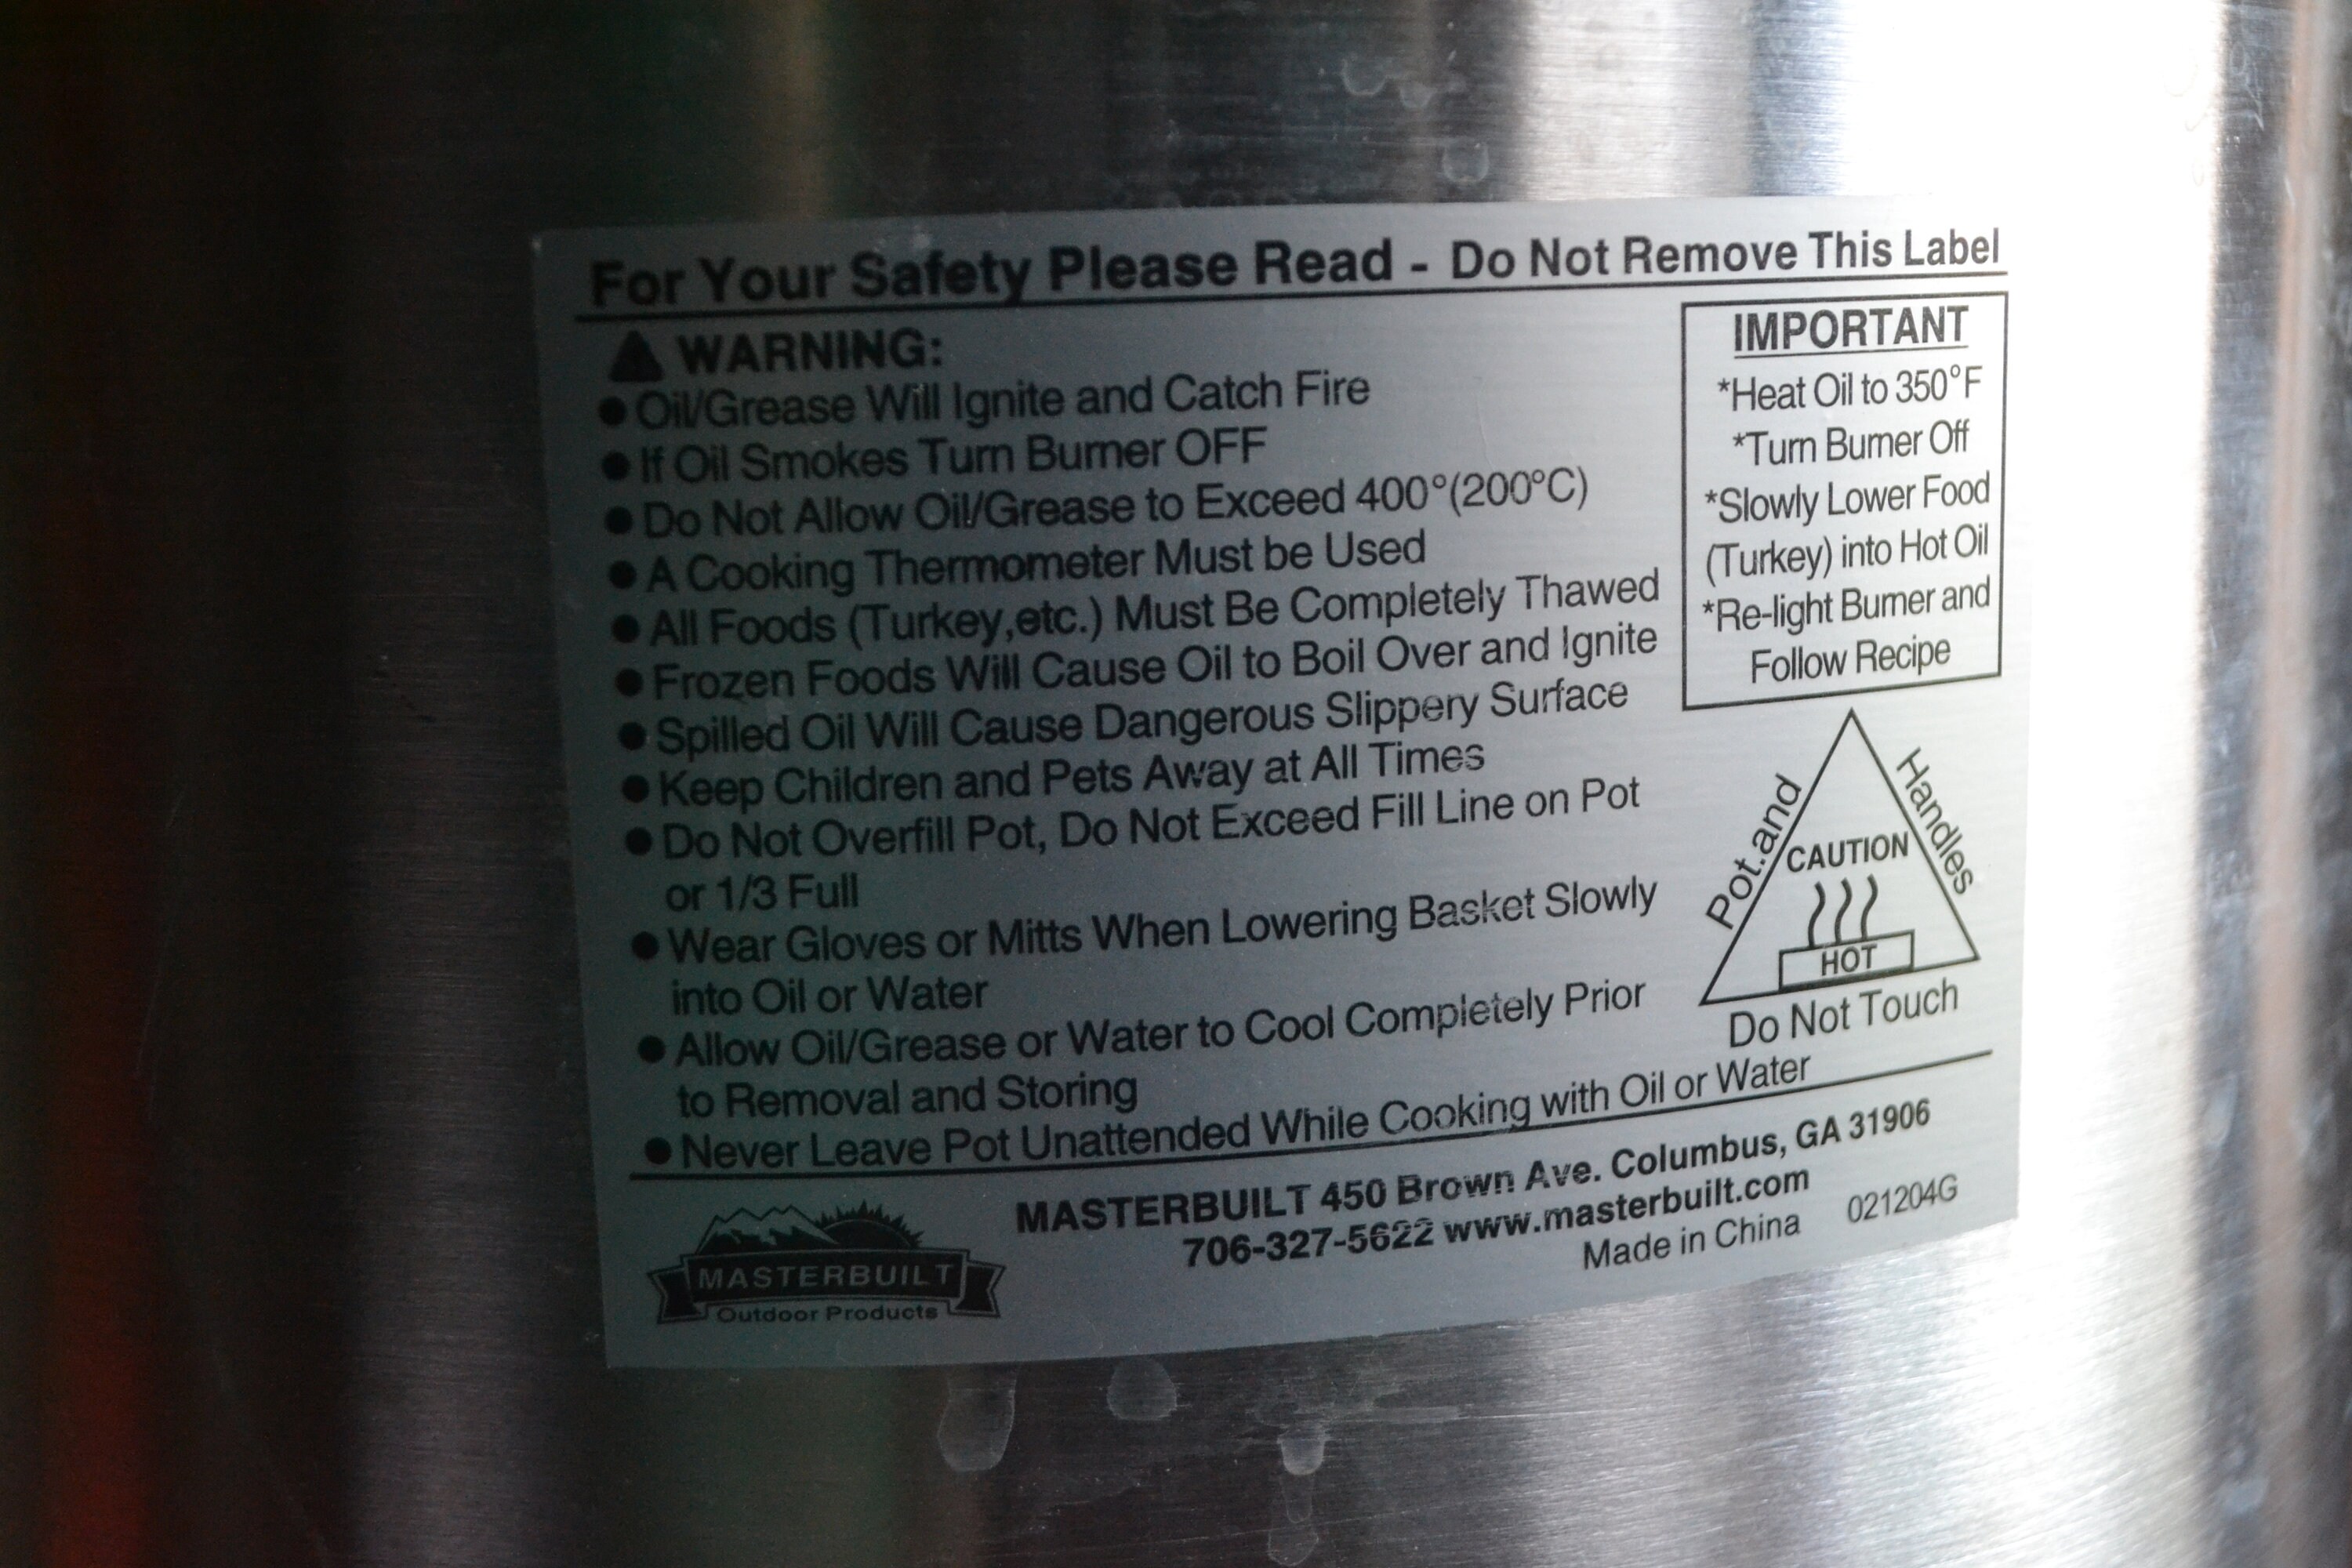 For Your Safety Please Read - Do Not Remove This Label
WARNING:
● Oil/Grease Will Ignite and Catch Fire
● If Oil Smokes Turn Burner OFF
● Do Not Allow Oil/Grease to Exceed 400°(200°C)
● A Cooking Thermometer Must be Used
● All Foods (Turkey,etc.) Must Be Completely Thawed
● Frozen Foods Will Cause Oil to Boil Over and Ignite
● Spilled Oil Will Cause Dangerous Slippery Surface
● Keep Children and Pets Away at All Times
● Do Not Overfill Pot, Do Not Exceed Fill Line on Pot
or 1/3 Full
● Wear Gloves or Mitts When Lowering Basket Slowly
into Oil or Water
● Allow Oil/Grease or Water to Cool Completely Prior
to Removal and Storing
● Never Leave Pot Unattended While Cooking with Oil or Water
IMPORTANT
*Heat Oil to 350°F
*Turn Burner Off
*Slowly Lower Food
(Turkey) into Hot Oil
*Re-light Burner and
Follow Recipe
Pot.and
Handles
CAUTION
HOT
Do Not Touch
MASTERBUILT
Outdoor Products
MASTERBUILT 450 Brown Ave. Columbus, GA 31906
706-327-5622 www.masterbuilt.com
Made in China
021204G